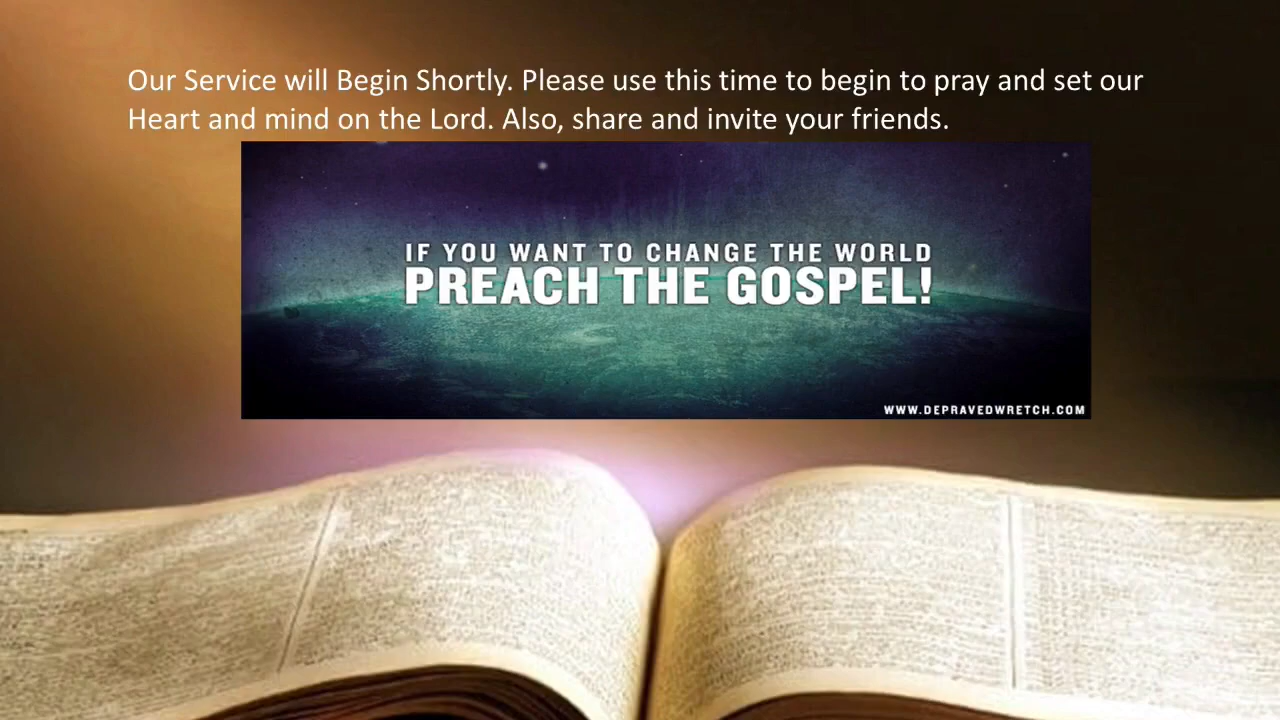 Our Service will Begin Shortly. Please use this time to begin to pray and set our
Heart and mind on the Lord. Also, share and invite your friends.
IF YOU WANT TO CHANGE THE WORLD
PREACH THE GOSPEL!
WWW.DEPRAVEDWRETCH.COM